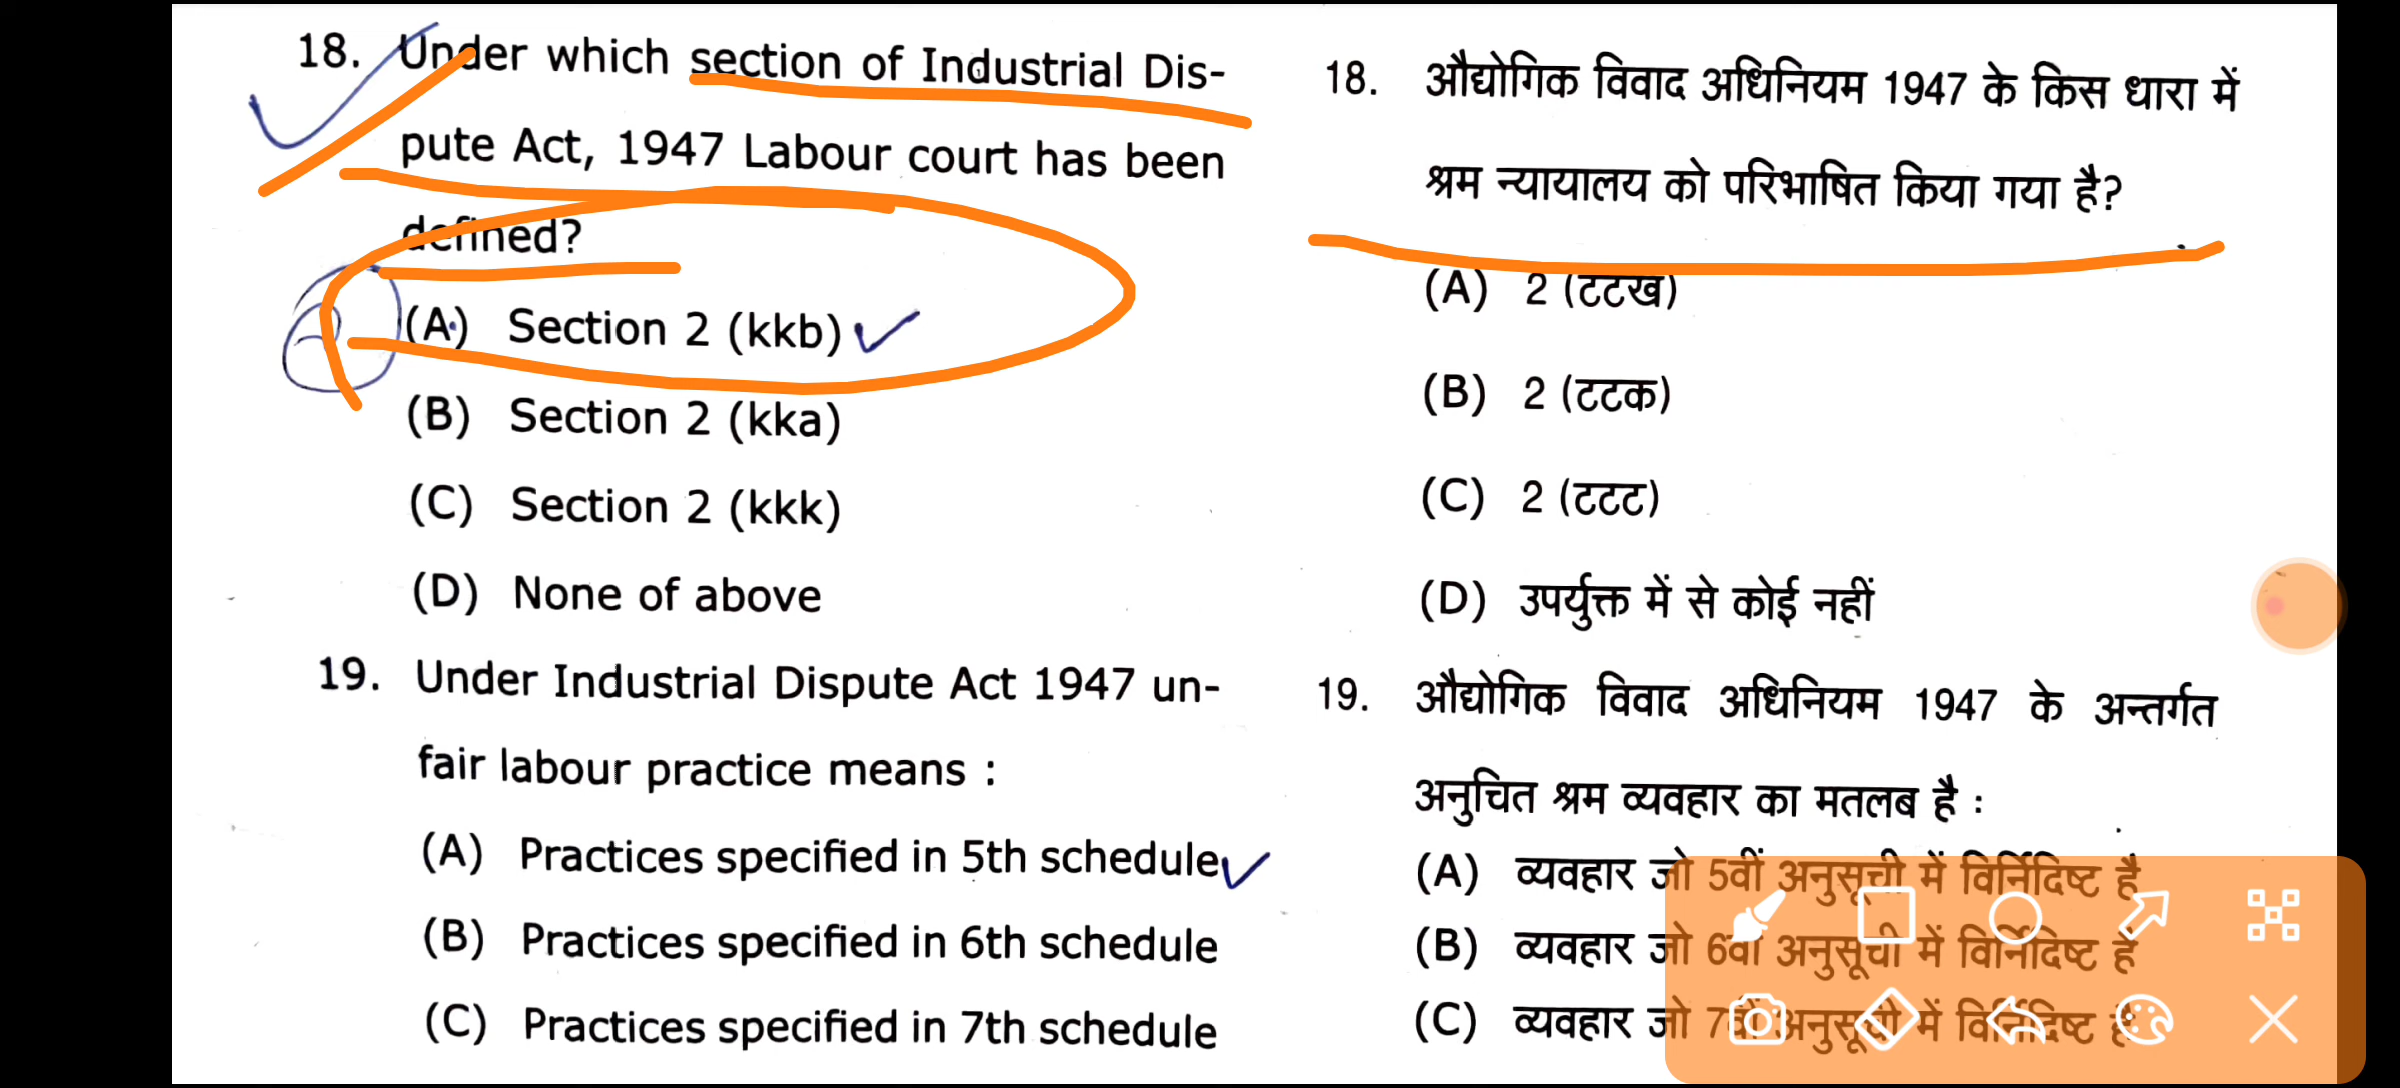 18. Under which section of Industrial Dis-
pute Act, 1947 Labour court has been
defined?
(A) Section 2 (kkb)
(B) Section 2 (kka)
(C) Section 2 (kkk)
(D) None of above
19. Under Industrial Dispute Act 1947 un-
fair labour practice means :
(A) Practices specified in 5th schedule
(B) Practices specified in 6th schedule
(C) Practices specified in 7th schedule
18. औद्योगिक विवाद अधिनियम 1947 के किस धारा में
श्रम न्यायालय को परिभाषित किया गया है?
(A) 2 (टटख)
(B) 2 (टटक)
(C) 2 (टटट)
(D) उपर्युक्त में से कोई नहीं
19. औद्योगिक विवाद अधिनियम 1947 के अन्तर्गत
अनुचित श्रम व्यवहार का मतलब है :
(A) व्यवहार जो 5वीं अनुसूची में विर्निदिष्ट है
(B) व्यवहार जो 6वीं अनुसूची में विर्निदिष्ट है
(C) व्यवहार जो 7वीं अनुसूची में विर्निदिष्ट है